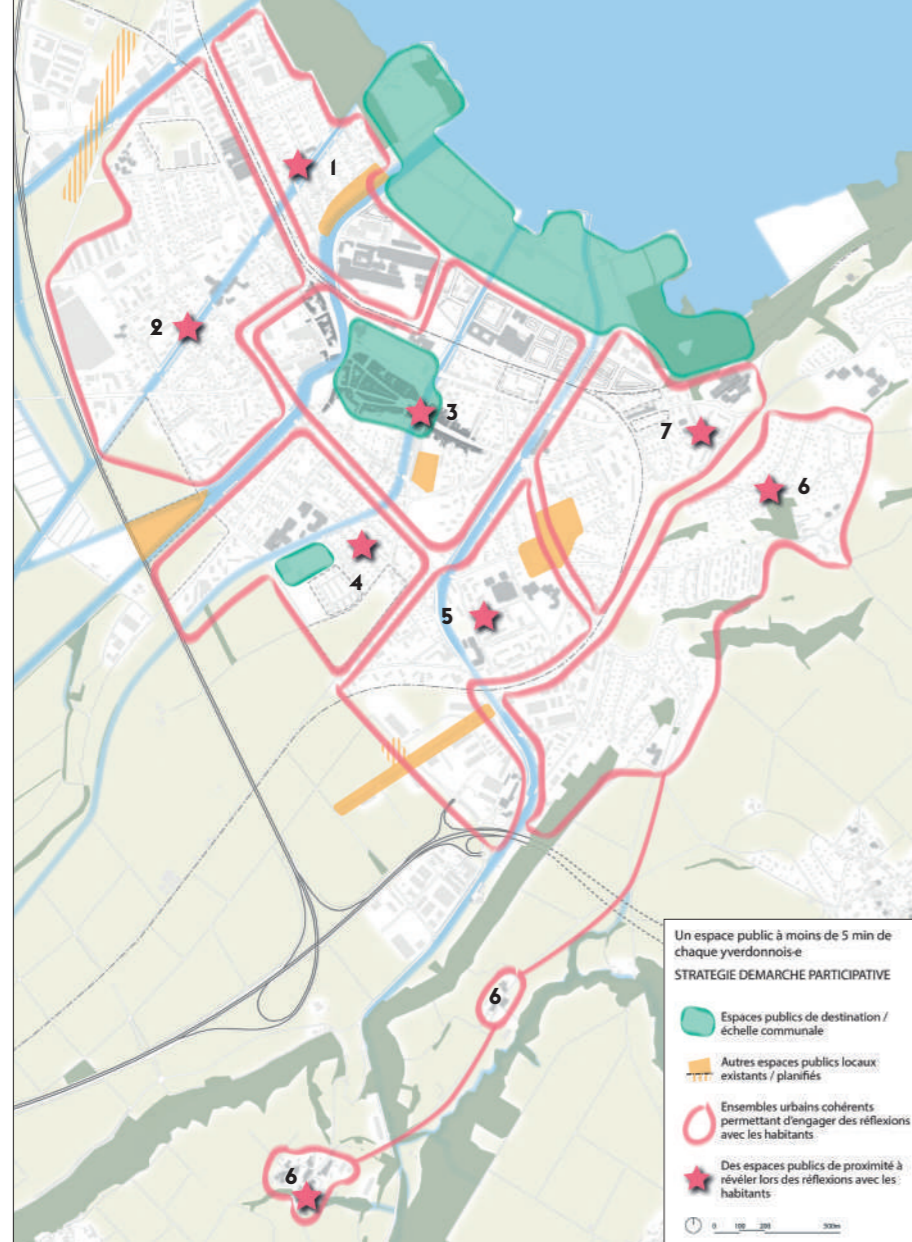 1
2
3
7
6
4
5
6
6
Un espace public à moins de 5 min de
chaque yverdonnois·e
STRATEGIE DEMARCHE PARTICIPATIVE
Espaces publics de destination /
échelle communale
Autres espaces publics locaux
existants / planifiés
Ensembles urbains cohérents
permettant d'engager des réflexions
avec les habitants
Des espaces publics de proximité à
révéler lors des réflexions avec les
habitants
0 100 200 500m